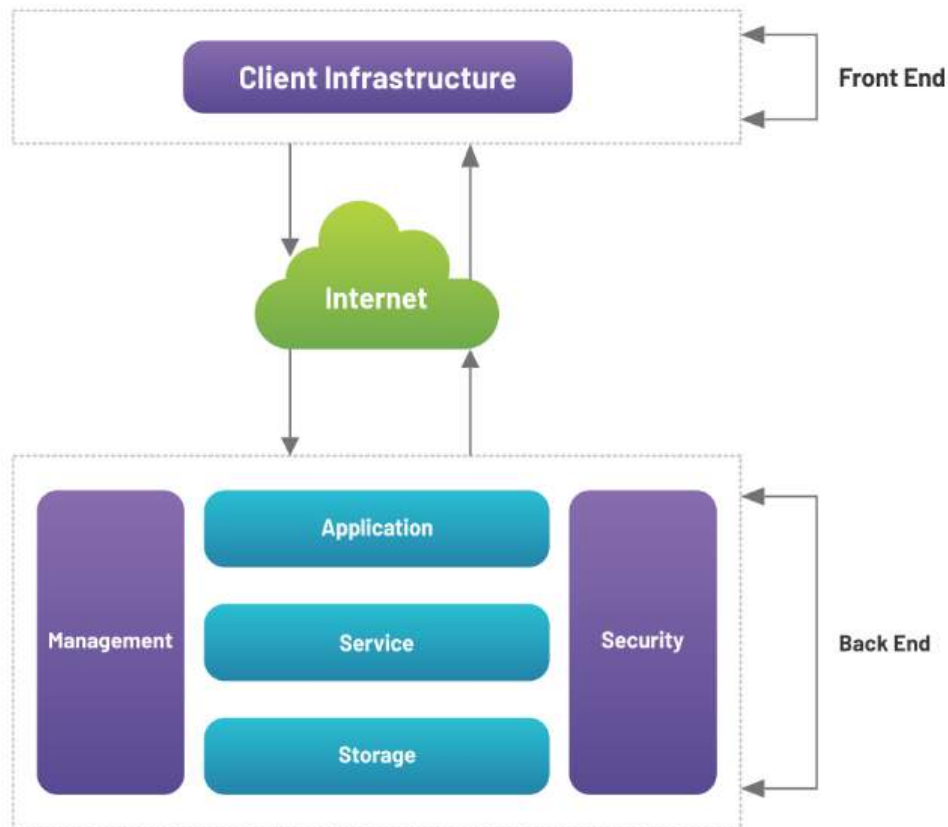 Client Infrastructure
Front End
Internet
Application
Management
Service
Security
Back End
Storage